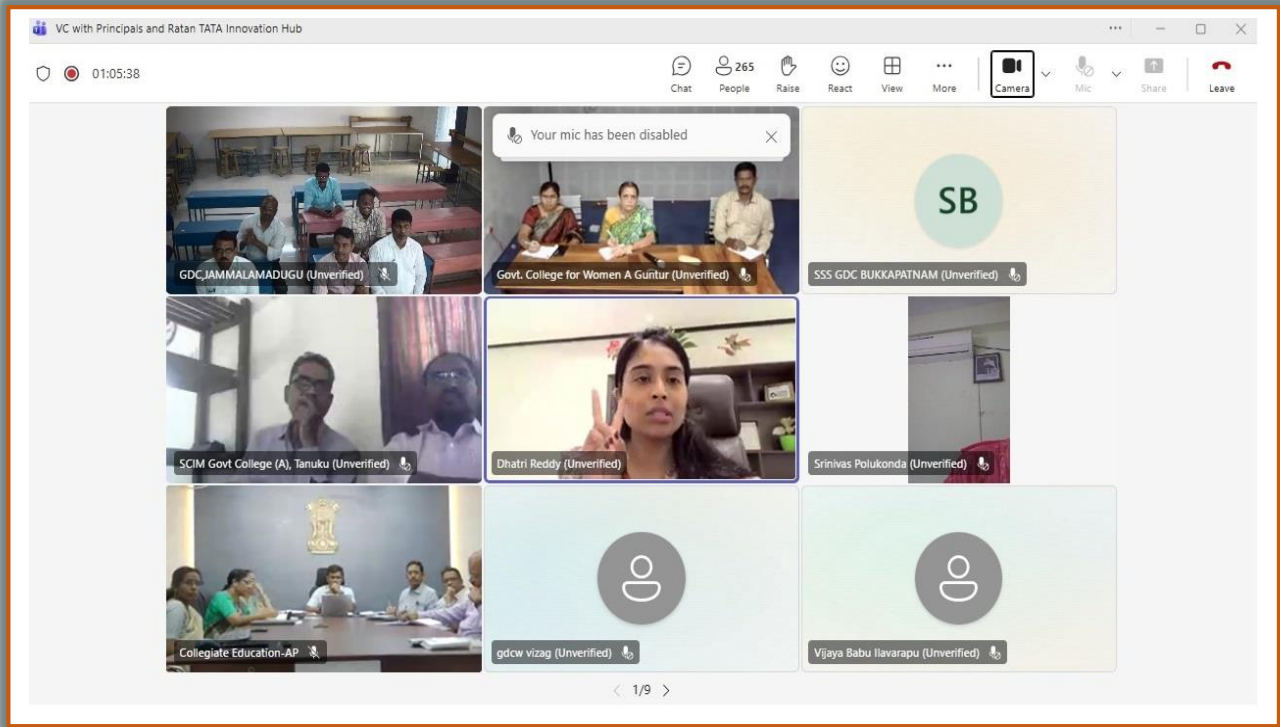 VC with Principals and Ratan TATA Innovation Hub
01:05:38
Chat
265
People
Raise
React
View
More
Camera
Mic
Share
Leave
Your mic has been disabled
GDC,JAMMALAMADUGU (Unverified)
Govt. College for Women A Guntur (Unverified)
SB
SSS GDC BUKKAPATNAM (Unverified)
SCIM Govt College (A), Tanuku (Unverified)
Dhatri Reddy (Unverified)
Srinivas Polukonda (Unverified)
Collegiate Education-AP
gdcw vizag (Unverified)
Vijaya Babu Ilavarapu (Unverified)
1/9